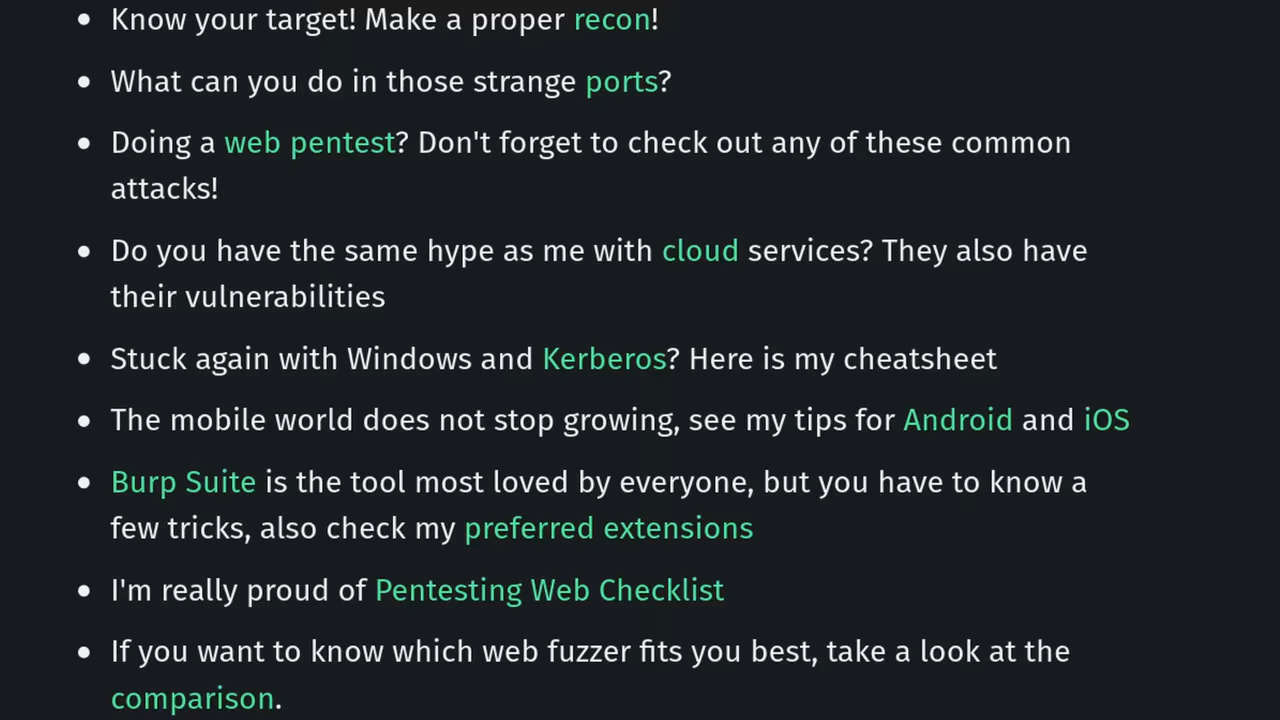 • Know your target! Make a proper recon!
• What can you do in those strange ports?
• Doing a web pentest? Don't forget to check out any of these common
attacks!
• Do you have the same hype as me with cloud services? They also have
their vulnerabilities
• Stuck again with Windows and Kerberos? Here is my cheatsheet
• The mobile world does not stop growing, see my tips for Android and iOS
• Burp Suite is the tool most loved by everyone, but you have to know a
few tricks, also check my preferred extensions
• I'm really proud of Pentesting Web Checklist
• If you want to know which web fuzzer fits you best, take a look at the
comparison.